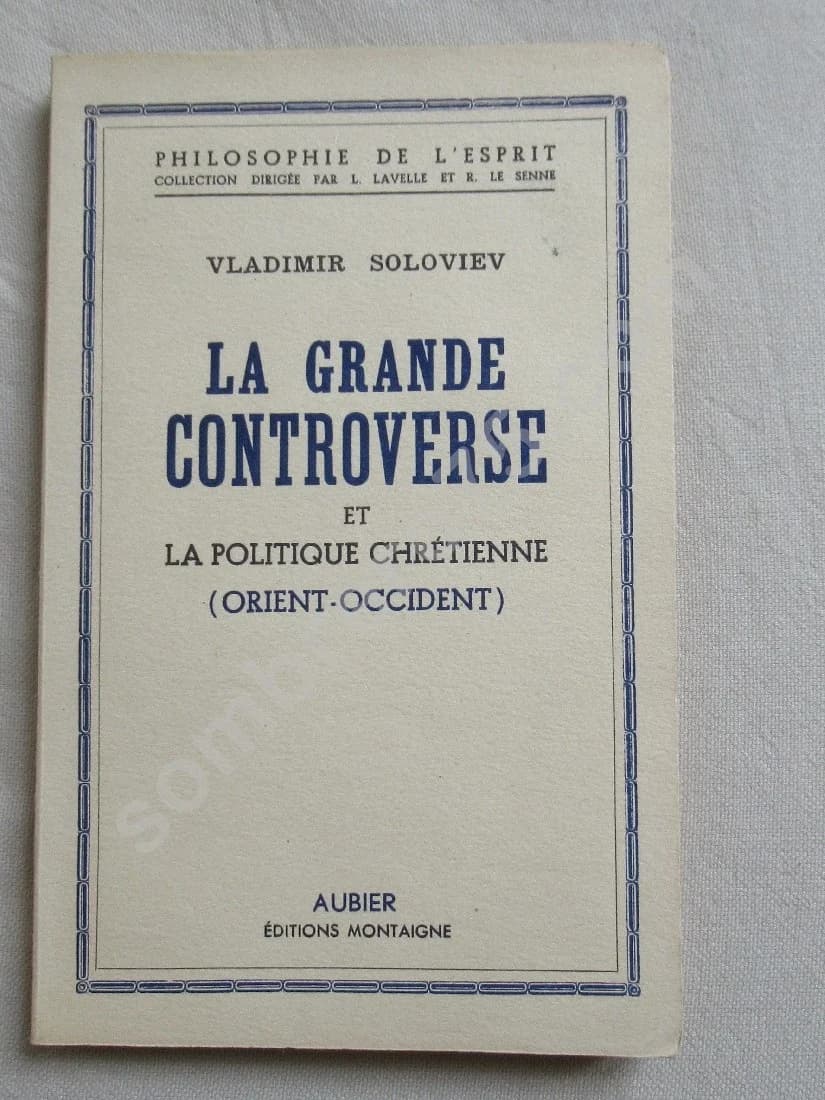 PHILOSOPHIE DE L'ESPRIT
COLLECTION DIRIGÉE PAR L. LAVELLE ET R. LE SENNE
VLADIMIR SOLOVIEV
LA GRANDE
CONTROVERSE
ET
LA POLITIQUE CHRÉTIENNE
(ORIENT-OCCIDENT)
AUBIER
ÉDITIONS MONTAIGNE